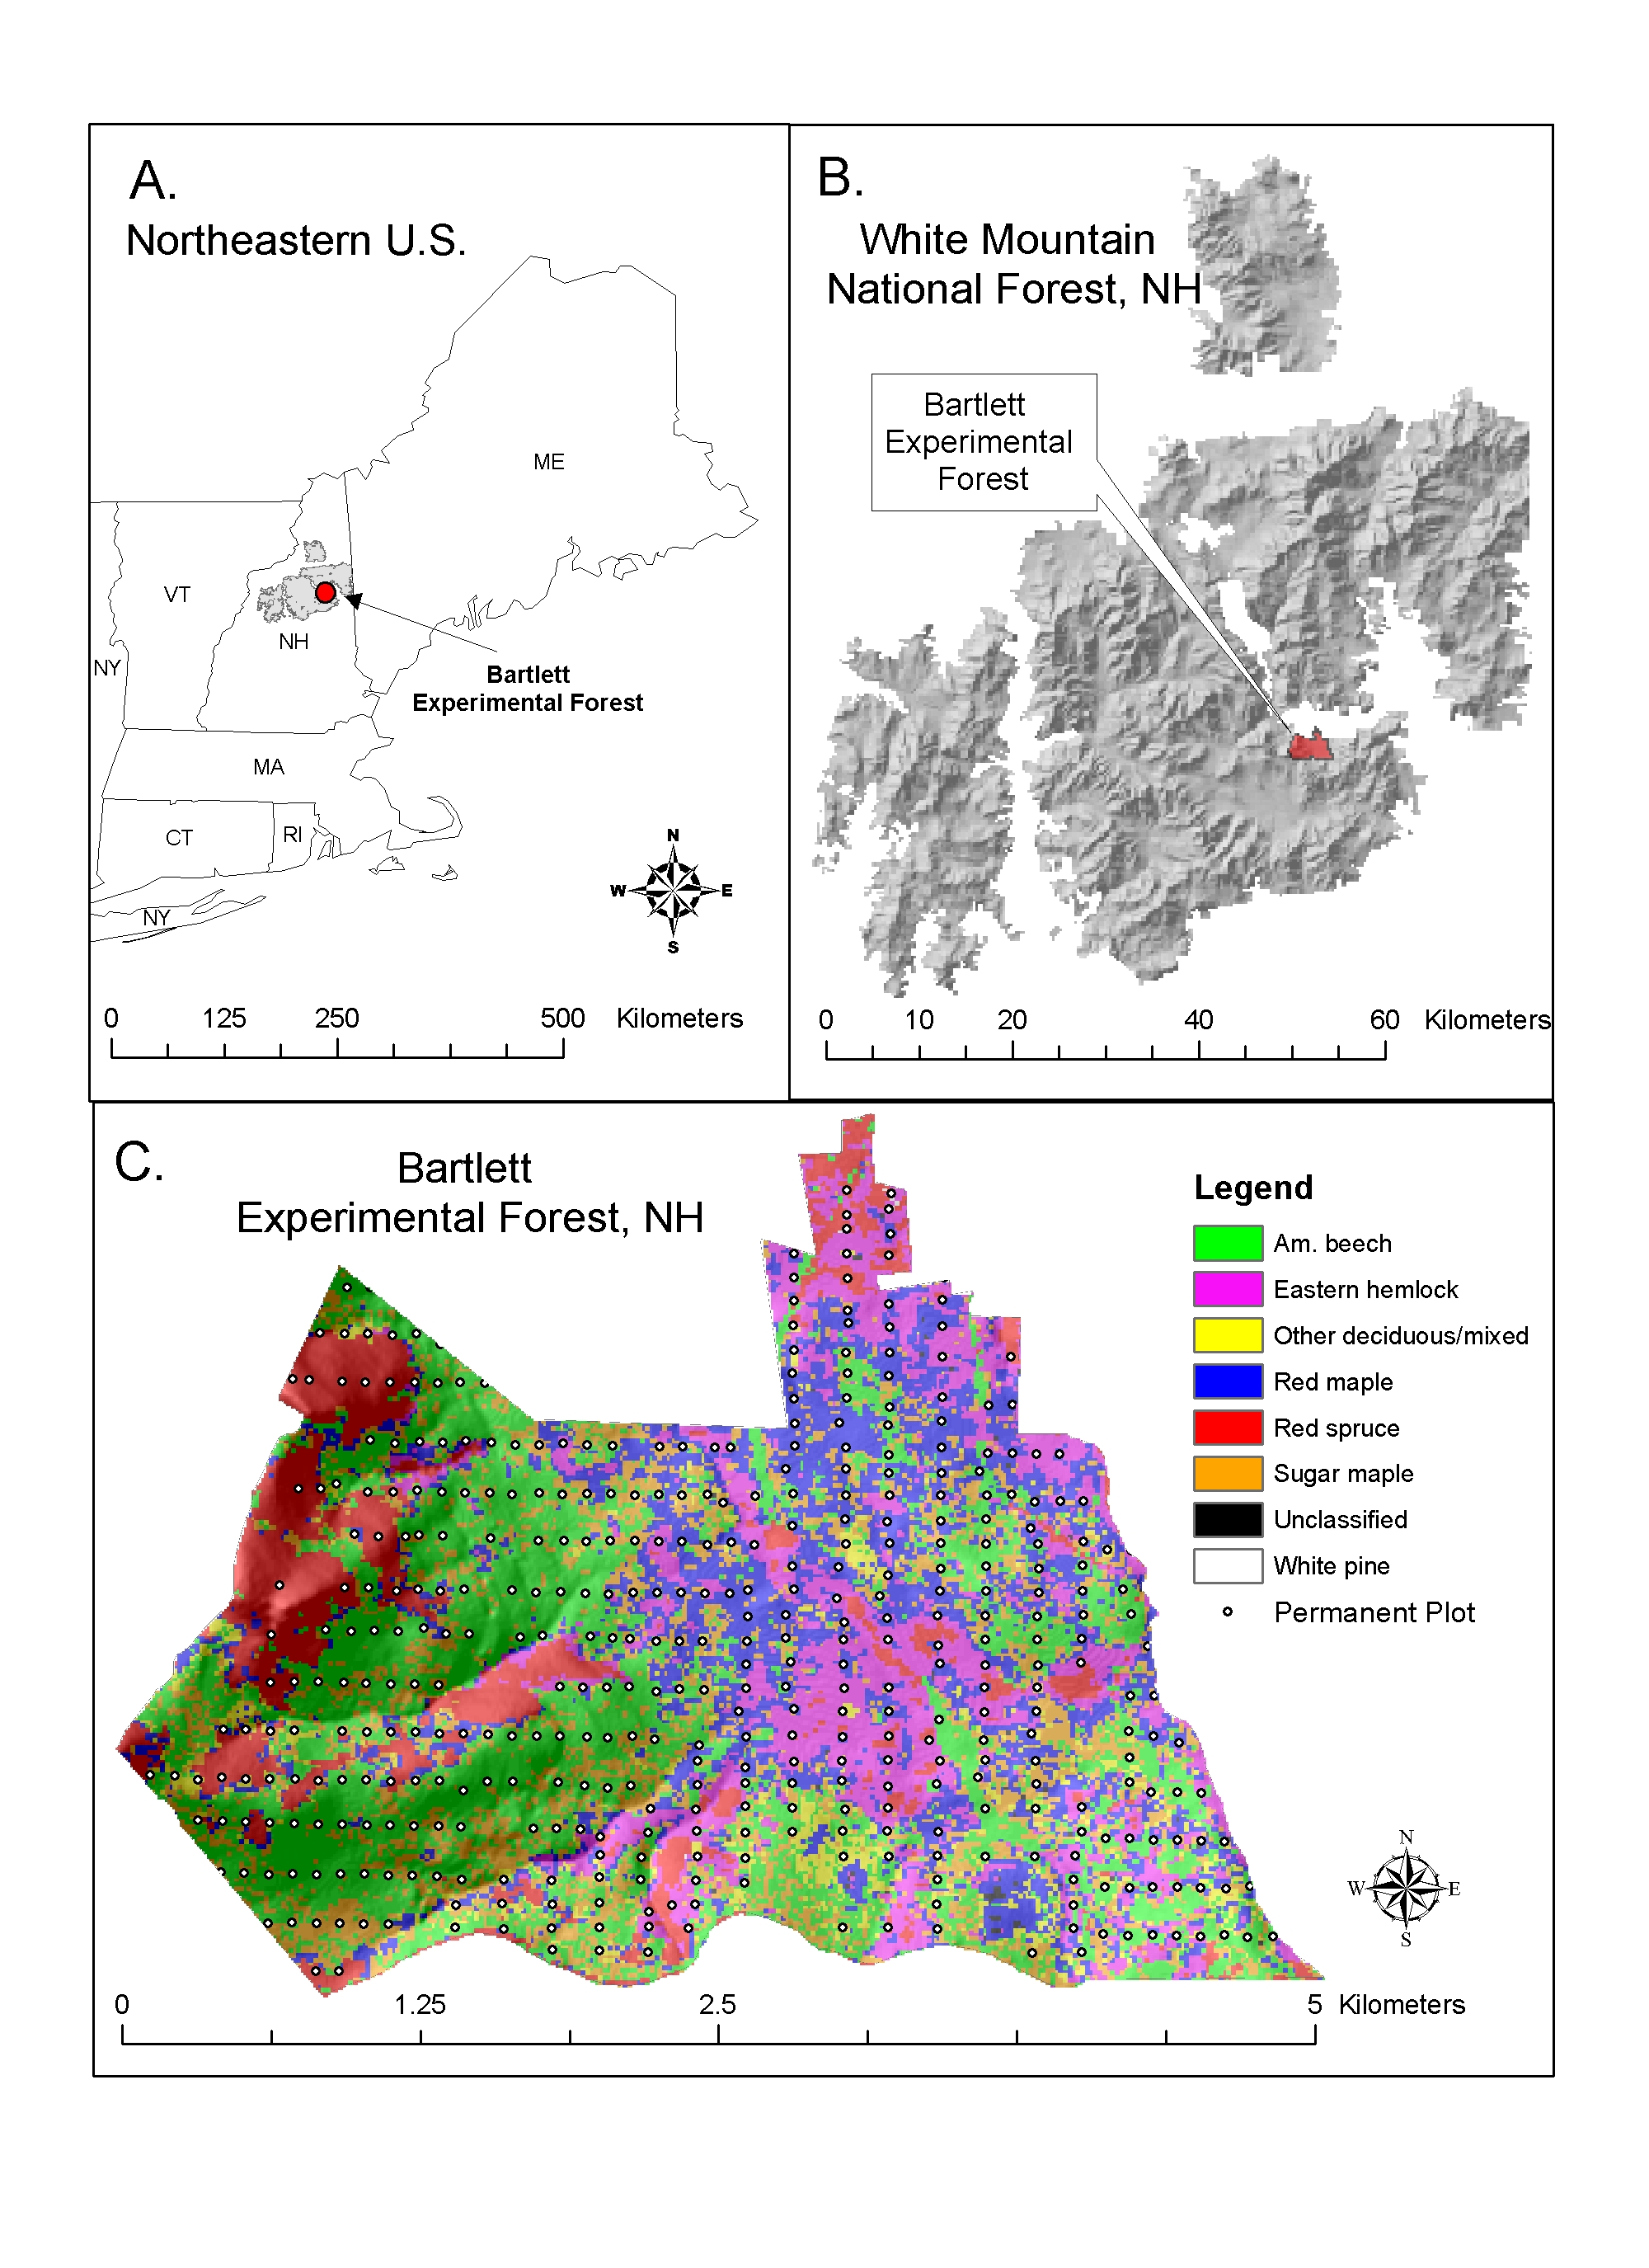 A.
Northeastern U.S.
ME
VT
NH
NY
Bartlett
Experimental Forest
MA
CT
RI
NY
N
W
E
S
0 125 250 500 Kilometers
B.
White Mountain
National Forest, NH
Bartlett
Experimental
Forest
0 10 20 40 60 Kilometers
C.
Bartlett
Experimental Forest, NH
Legend
Am. beech
Eastern hemlock
Other deciduous/mixed
Red maple
Red spruce
Sugar maple
Unclassified
White pine
Permanent Plot
N
W
E
S
0 1.25 2.5 5 Kilometers